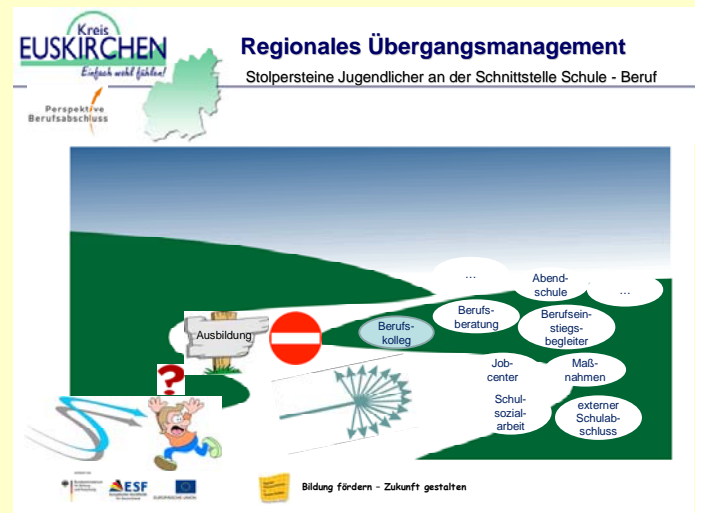 Kreis
EUSKIRCHEN
Einfach wohl fühlen!
Regionales Übergangsmanagement
Stolpersteine Jugendlicher an der Schnittstelle Schule - Beruf
Perspektive
Berufsabschluss
...
Abend-
schule
...
Ausbildung
Berufs-
kolleg
Berufs-
beratung
Berufsein-
stiegs-
begleiter
?
Job-
center
Maß-
nahmen
Schul-
sozial-
arbeit
externer
Schulab-
schluss
ESF
EUROPÄISCHE UNION
Bildung fördern – Zukunft gestalten